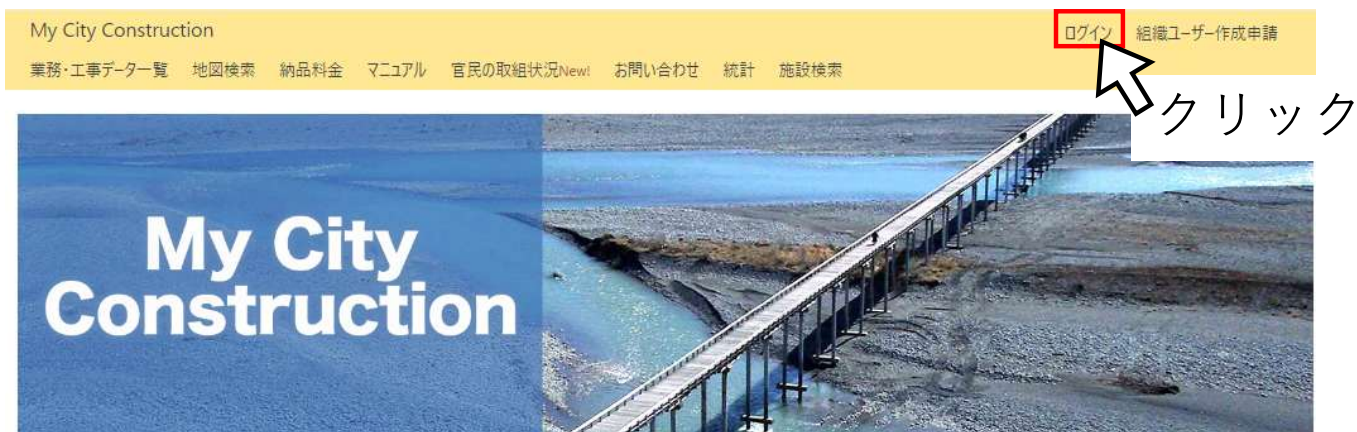 My City Construction
ログイン 組織ユーザー作成申請
業務・工事データ一覧 地図検索 納品料金 マニュアル 官民の取組状況New! お問い合わせ 統計 施設検索
クリック
My City
Construction